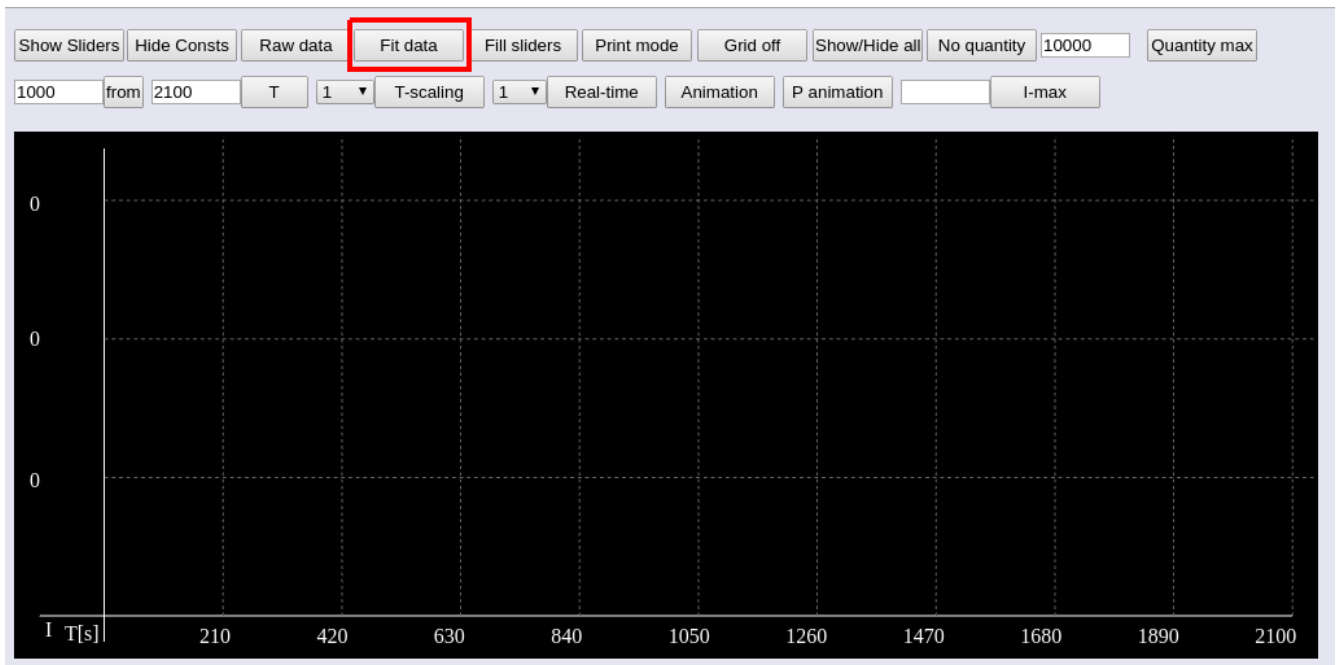 Show Sliders Hide Consts Raw data Fit data Fill sliders Print mode Grid off Show/Hide all No quantity 10000 Quantity max
1000 from 2100 T 1 T-scaling 1 Real-time Animation P animation I-max
0
0
0
I T[s] 210 420 630 840 1050 1260 1470 1680 1890 2100